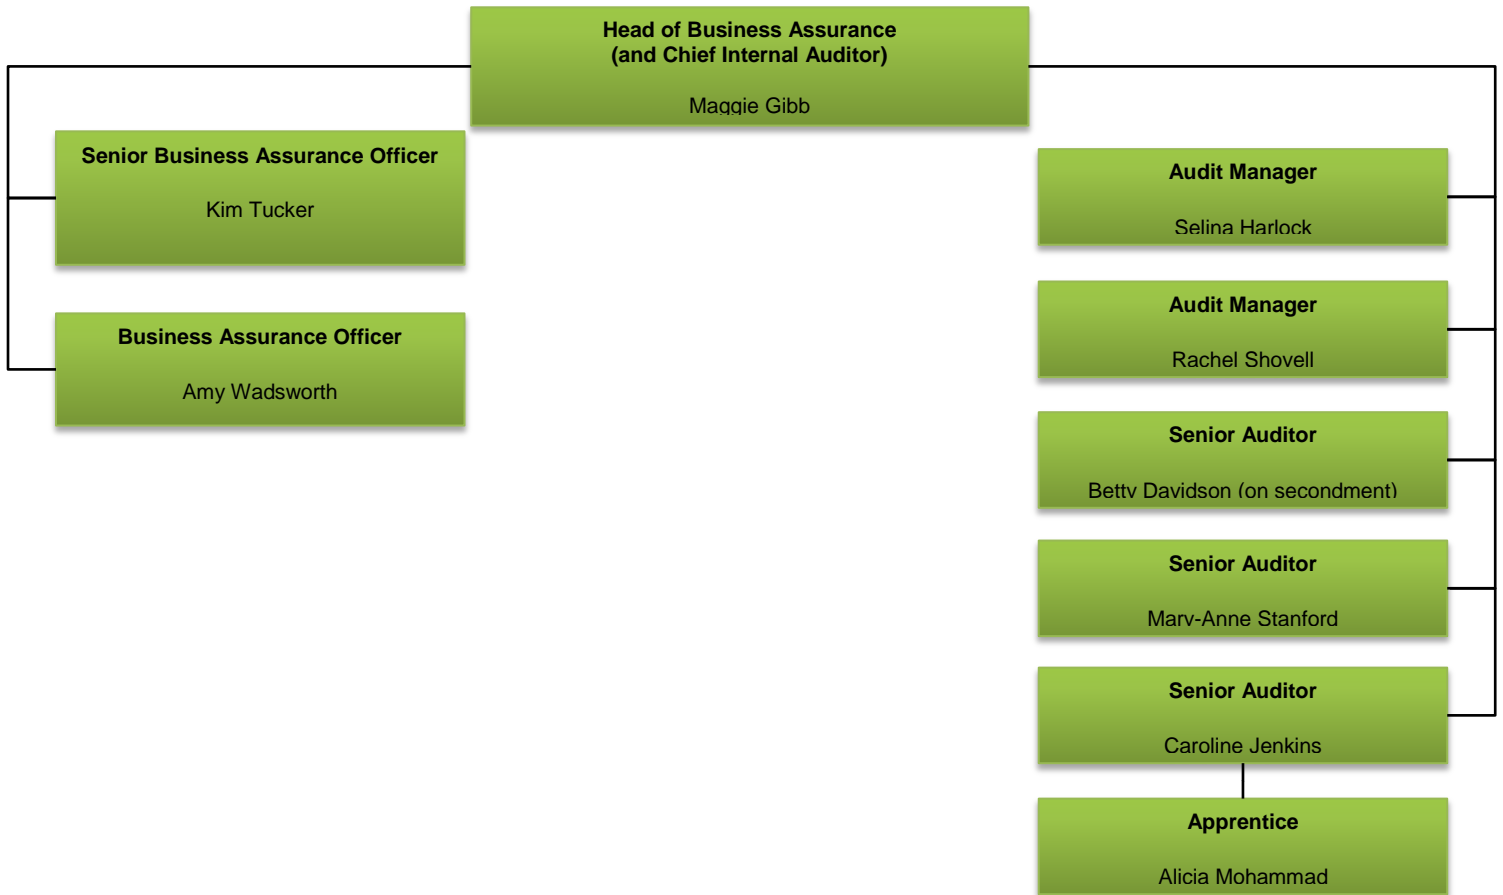 Head of Business Assurance
(and Chief Internal Auditor)
Maggie Gibb
Senior Business Assurance Officer
Kim Tucker
Business Assurance Officer
Amy Wadsworth
Audit Manager
Selina Harlock
Audit Manager
Rachel Shovell
Senior Auditor
Betty Davidson (on secondment)
Senior Auditor
Mary-Anne Stanford
Senior Auditor
Caroline Jenkins
Apprentice
Alicia Mohammad